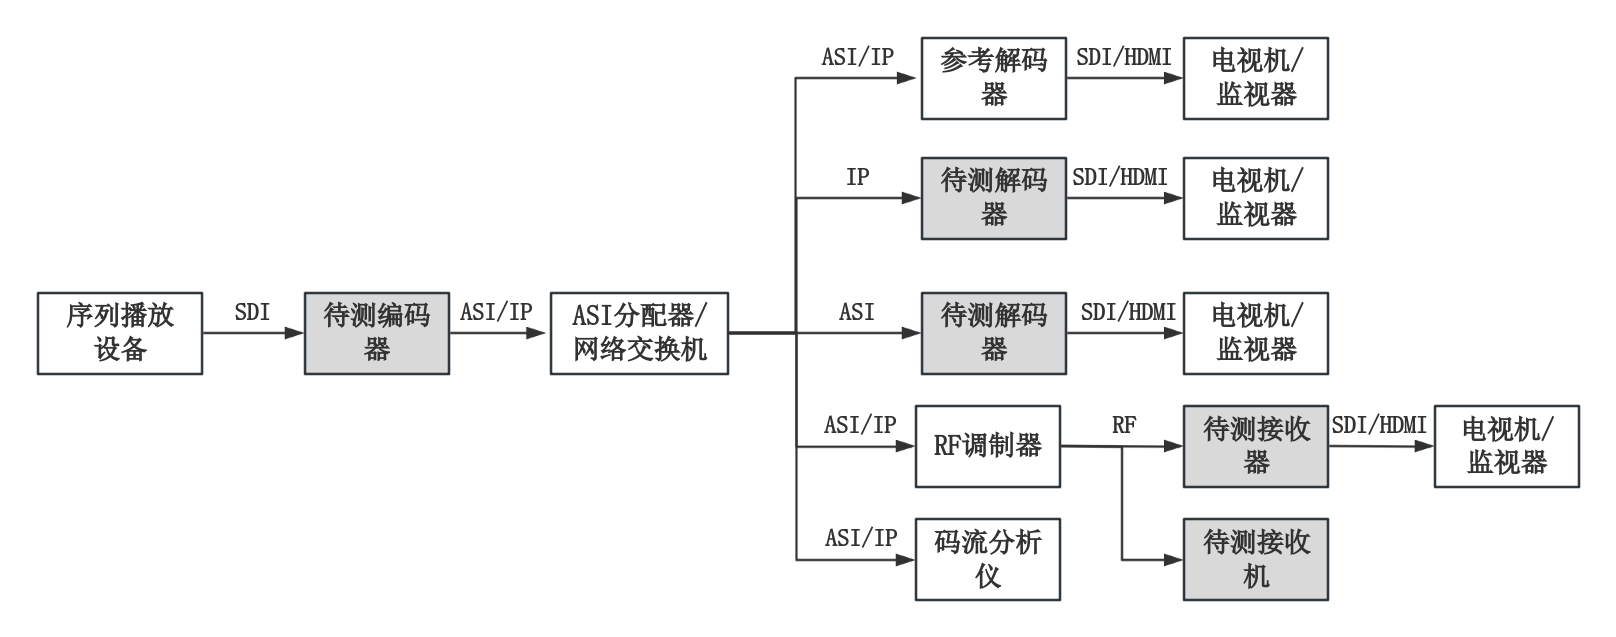 ASI/IP
参考解码
器
SDI/HDMI
电视机/
监视器
IP
待测解码
器
SDI/HDMI
电视机/
监视器
序列播放
设备
SDI
待测编码
器
ASI/IP
ASI分配器/
网络交换机
ASI
待测解码
器
SDI/HDMI
电视机/
监视器
ASI/IP
RF调制器
RF
待测接收
器
SDI/HDMI
电视机/
监视器
ASI/IP
码流分析
仪
待测接收
机